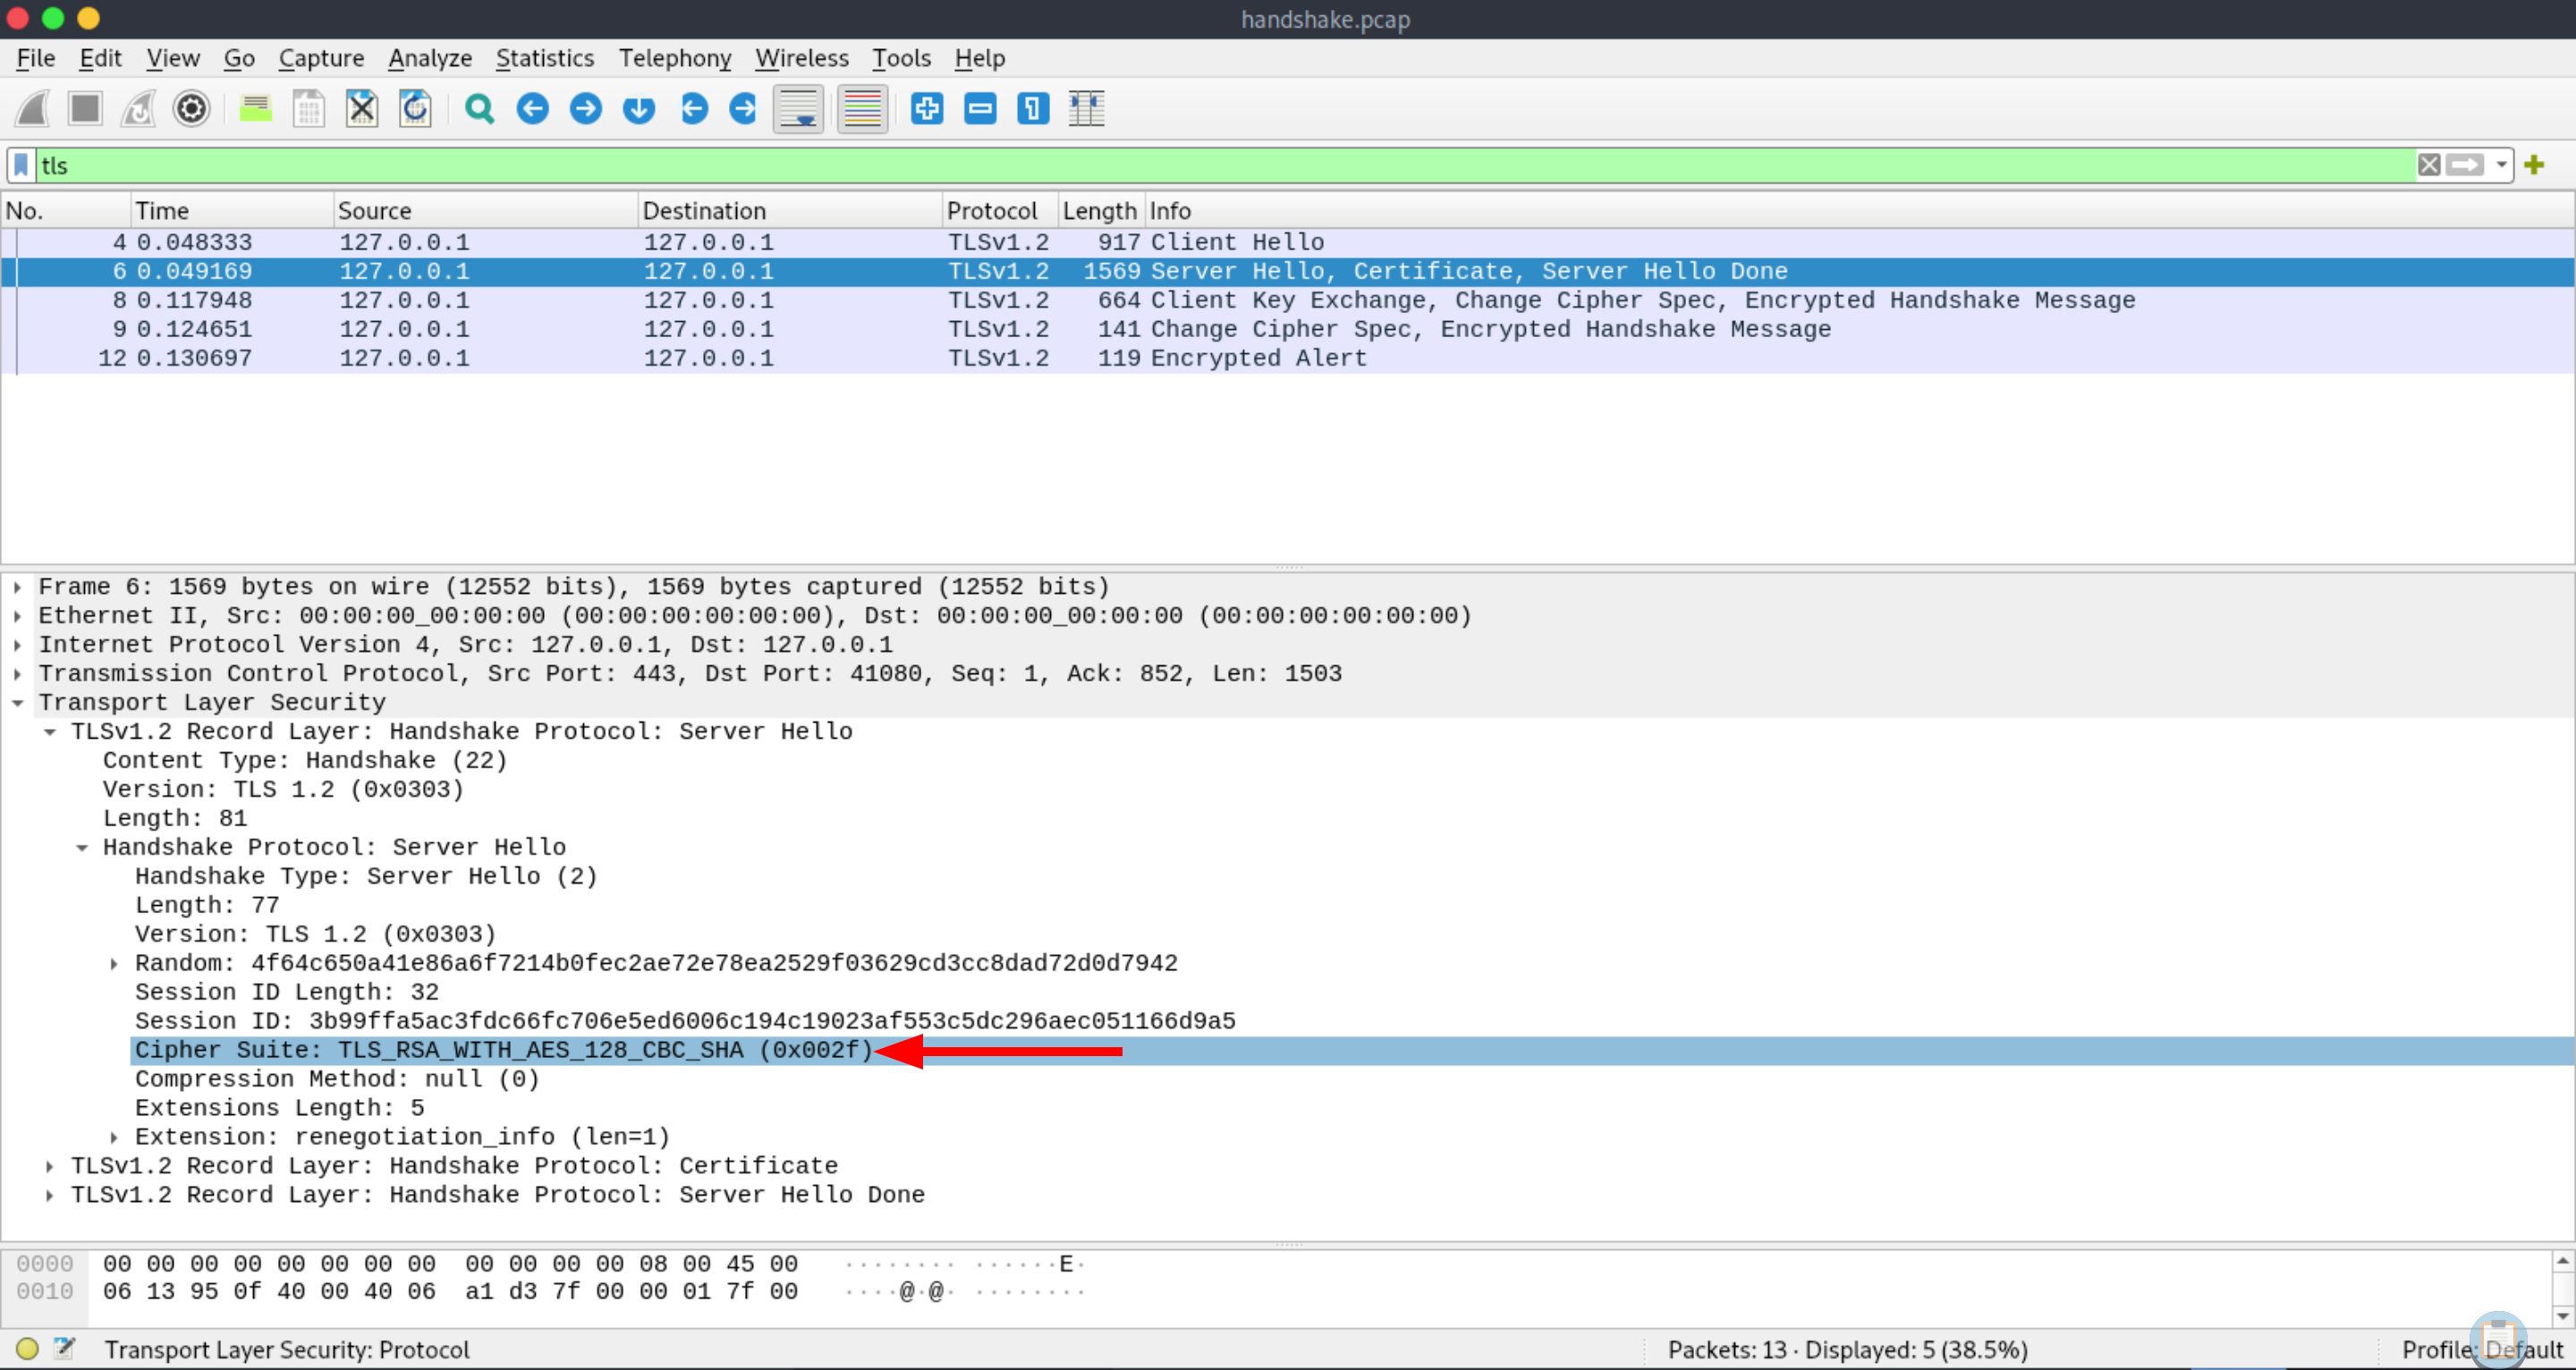 handshake.pcap
File Edit View Go Capture Analyze Statistics Telephony Wireless Tools Help
tls
No. Time Source Destination Protocol Length Info
4 0.048333 127.0.0.1 127.0.0.1 TLSv1.2 917 Client Hello
6 0.049169 127.0.0.1 127.0.0.1 TLSv1.2 1569 Server Hello, Certificate, Server Hello Done
8 0.117948 127.0.0.1 127.0.0.1 TLSv1.2 664 Client Key Exchange, Change Cipher Spec, Encrypted Handshake Message
9 0.124651 127.0.0.1 127.0.0.1 TLSv1.2 141 Change Cipher Spec, Encrypted Handshake Message
12 0.130697 127.0.0.1 127.0.0.1 TLSv1.2 119 Encrypted Alert
Frame 6: 1569 bytes on wire (12552 bits), 1569 bytes captured (12552 bits)
Ethernet II, Src: 00:00:00_00:00:00 (00:00:00:00:00:00), Dst: 00:00:00_00:00:00 (00:00:00:00:00:00)
Internet Protocol Version 4, Src: 127.0.0.1, Dst: 127.0.0.1
Transmission Control Protocol, Src Port: 443, Dst Port: 41080, Seq: 1, Ack: 852, Len: 1503
Transport Layer Security
TLSv1.2 Record Layer: Handshake Protocol: Server Hello
Content Type: Handshake (22)
Version: TLS 1.2 (0x0303)
Length: 81
Handshake Protocol: Server Hello
Handshake Type: Server Hello (2)
Length: 77
Version: TLS 1.2 (0x0303)
Random: 4f64c650a41e86a6f7214b0fec2ae72e78ea2529f03629cd3cc8dad72d0d7942
Session ID Length: 32
Session ID: 3b99ffa5ac3fdc66fc706e5ed6006c194c19023af553c5dc296aec051166d9a5
Cipher Suite: TLS_RSA_WITH_AES_128_CBC_SHA (0x002f)
Compression Method: null (0)
Extensions Length: 5
Extension: renegotiation_info (len=1)
TLSv1.2 Record Layer: Handshake Protocol: Certificate
TLSv1.2 Record Layer: Handshake Protocol: Server Hello Done
0000 00 00 00 00 00 00 00 00 00 00 00 00 08 00 45 00 ········ ······E·
0010 06 13 95 0f 40 00 40 06 a1 d3 7f 00 00 01 7f 00 ····@·@· ········
Transport Layer Security: Protocol Packets: 13 · Displayed: 5 (38.5%) Profile: Default